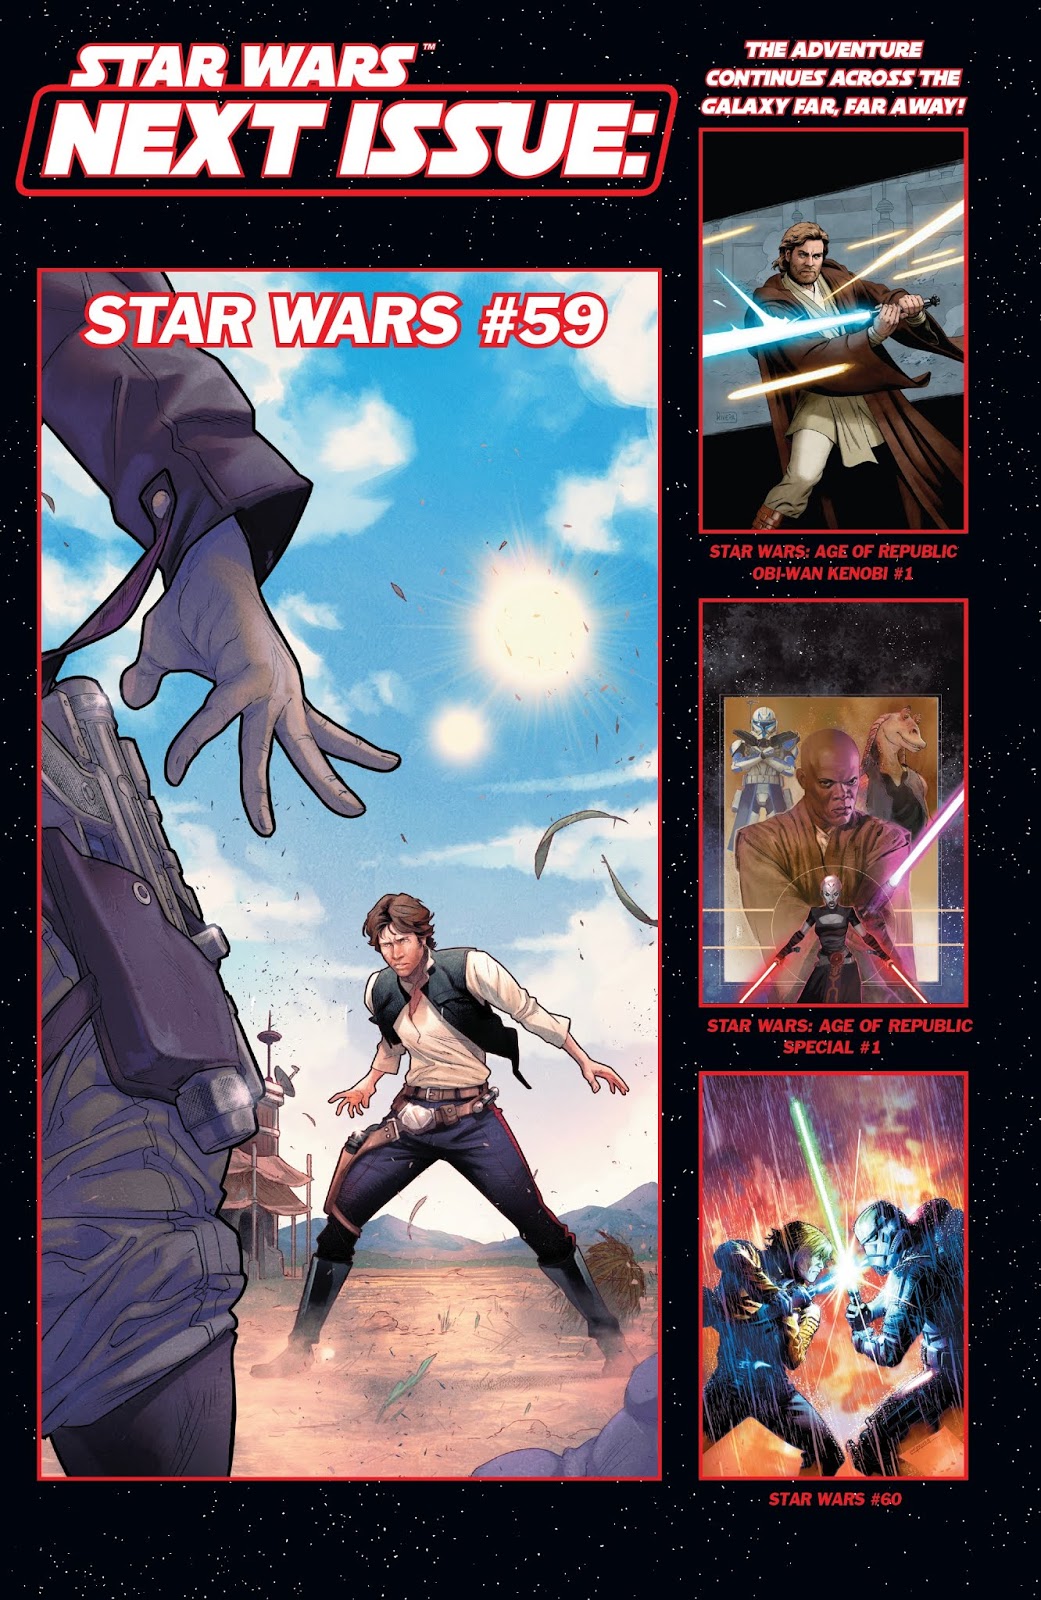 STAR WARS™
NEXT ISSUE:
STAR WARS #59
THE ADVENTURE
CONTINUES ACROSS THE
GALAXY FAR, FAR AWAY!
STAR WARS: AGE OF REPUBLIC
OBI-WAN KENOBI #1
STAR WARS: AGE OF REPUBLIC
SPECIAL #1
STAR WARS #60